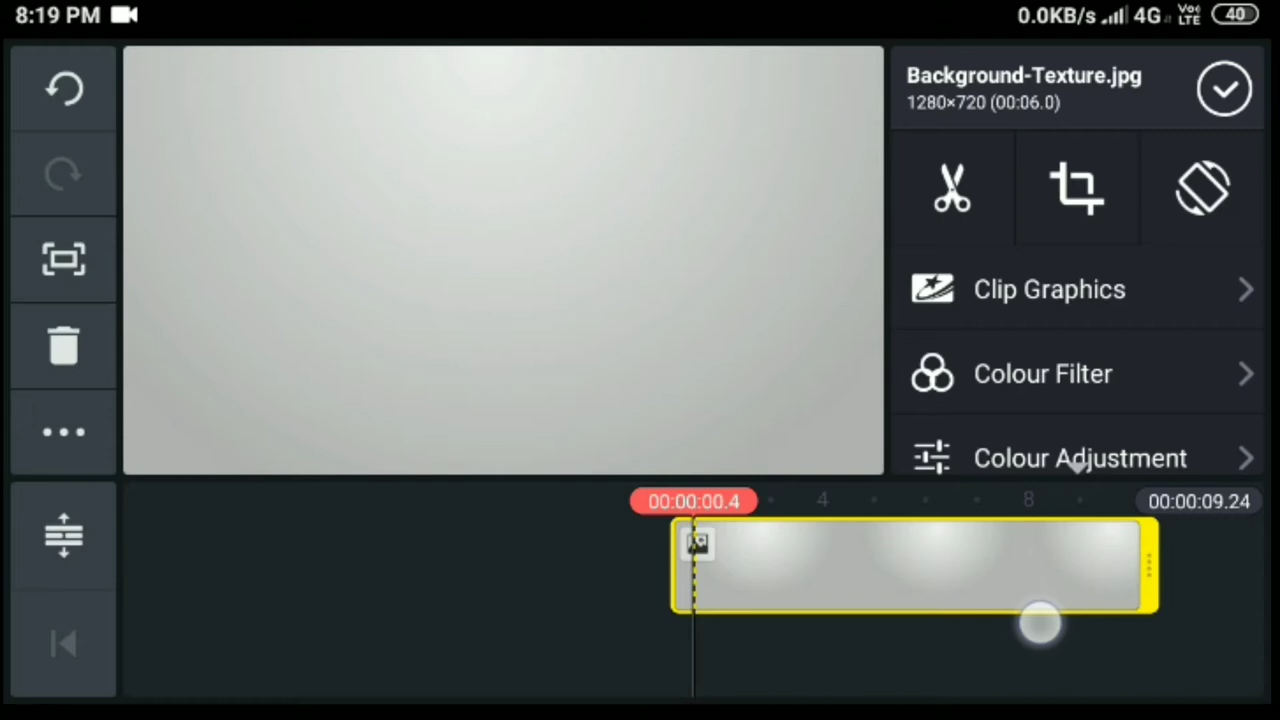 8:19 PM
0.0KB/s 4G Vo LTE 40
Background-Texture.jpg
1280×720 (00:06.0)
Clip Graphics
Colour Filter
Colour Adjustment
00:00:00.4 4 8 00:00:09.24